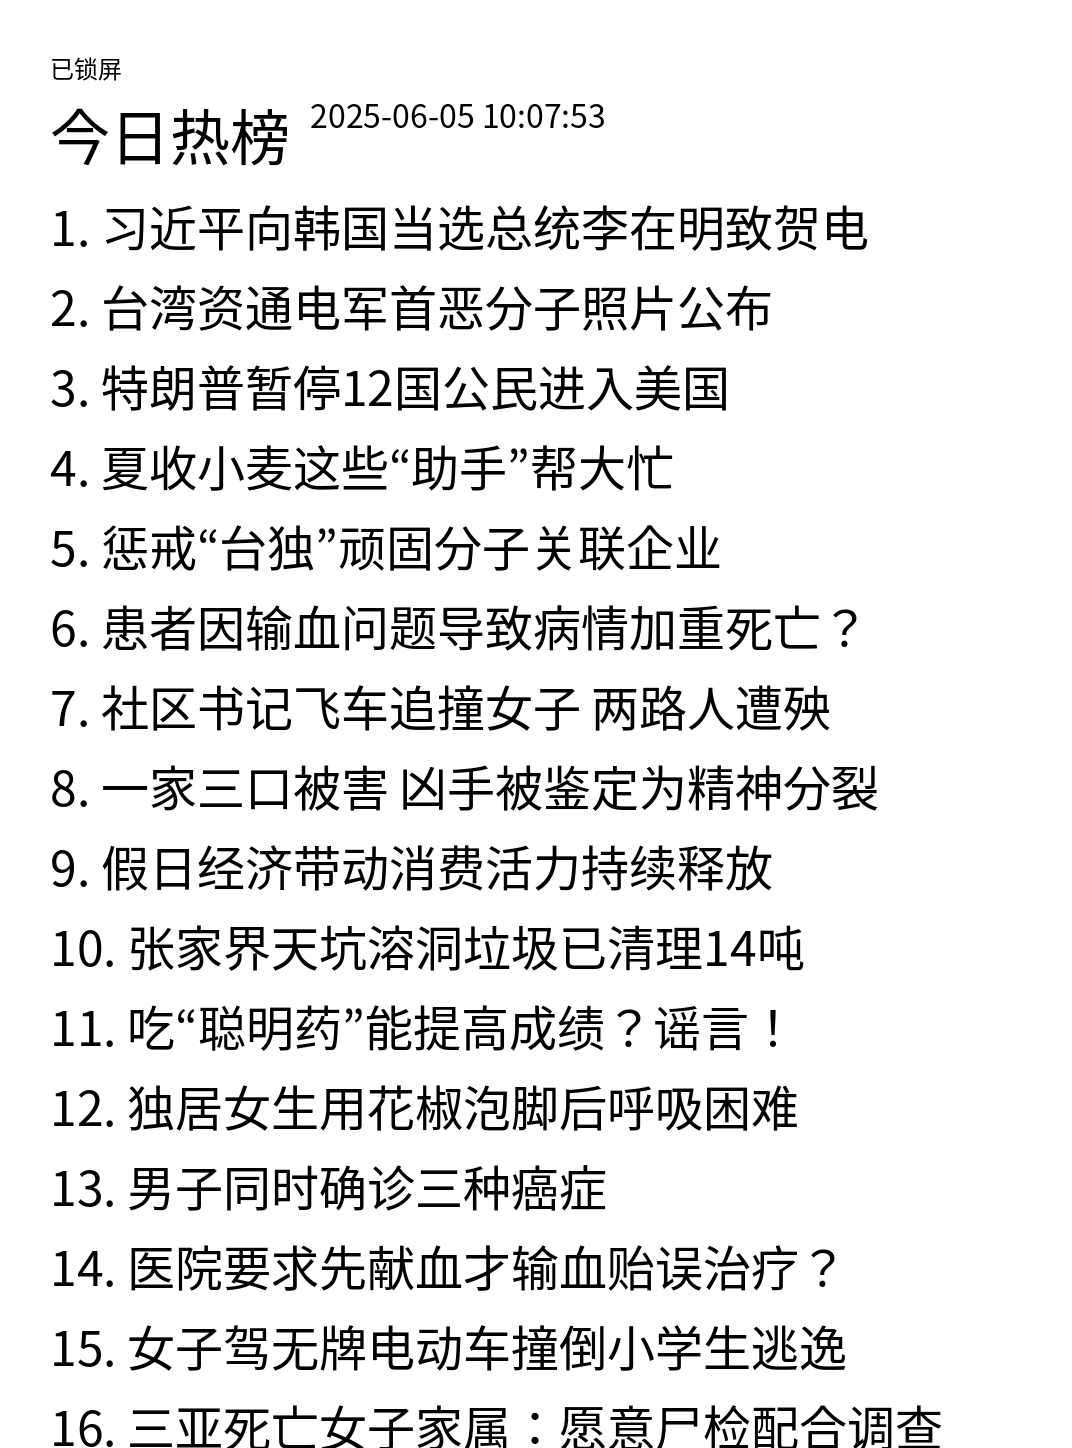 已锁屏
今日热榜 2025-06-05 10:07:53
1. 习近平向韩国当选总统李在明致贺电
2. 台湾资通电军首恶分子照片公布
3. 特朗普暂停12国公民进入美国
4. 夏收小麦这些“助手”帮大忙
5. 惩戒“台独”顽固分子关联企业
6. 患者因输血问题导致病情加重死亡？
7. 社区书记飞车追撞女子 两路人遭殃
8. 一家三口被害 凶手被鉴定为精神分裂
9. 假日经济带动消费活力持续释放
10. 张家界天坑溶洞垃圾已清理14吨
11. 吃“聪明药”能提高成绩？谣言！
12. 独居女生用花椒泡脚后呼吸困难
13. 男子同时确诊三种癌症
14. 医院要求先献血才输血贻误治疗？
15. 女子驾无牌电动车撞倒小学生逃逸
16. 三亚死亡女子家属：愿意尸检配合调查